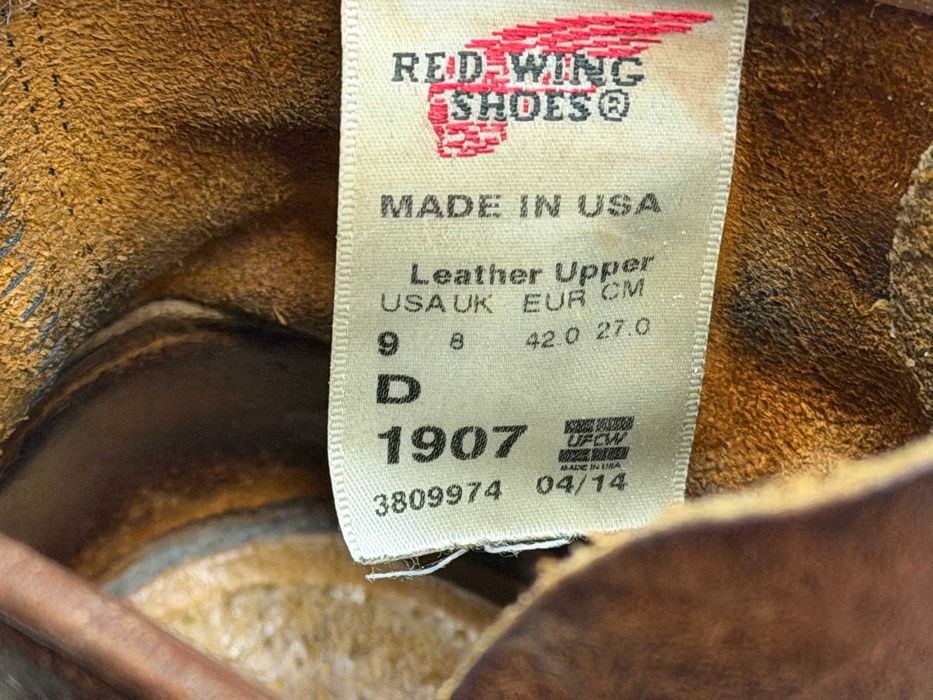 RED WING
SHOES®
MADE IN USA
Leather Upper
USA UK EUR CM
9 8 42.0 27.0
D
1907
UFCW
MADE IN USA
3809974 04/14